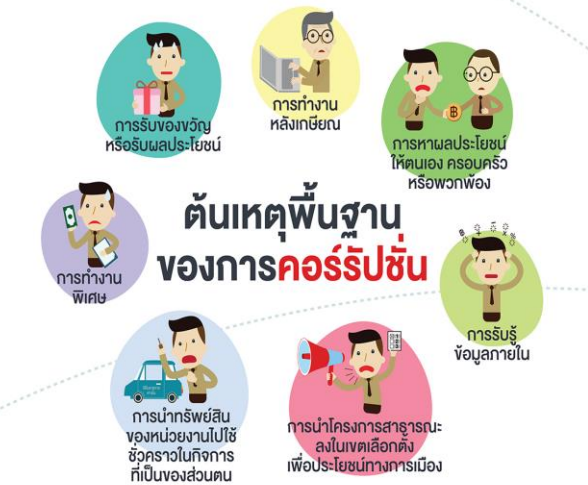 การรับของขวัญ
หรือรับผลประโยชน์
การทำงาน
หลังเกษียณ
การหาผลประโยชน์
ให้ตนเอง ครอบครัว
หรือพวกพ้อง
ต้นเหตุพื้นฐาน
ของการคอร์รัปชั่น
การทำงาน
พิเศษ
การรับรู้
ข้อมูลภายใน
การนำทรัพย์สิน
ของหน่วยงานไปใช้
ชั่วคราวในกิจการ
ที่เป็นของส่วนตน
การนำโครงการสาธารณะ
ลงในเขตเลือกตั้ง
เพื่อประโยชน์ทางการเมือง